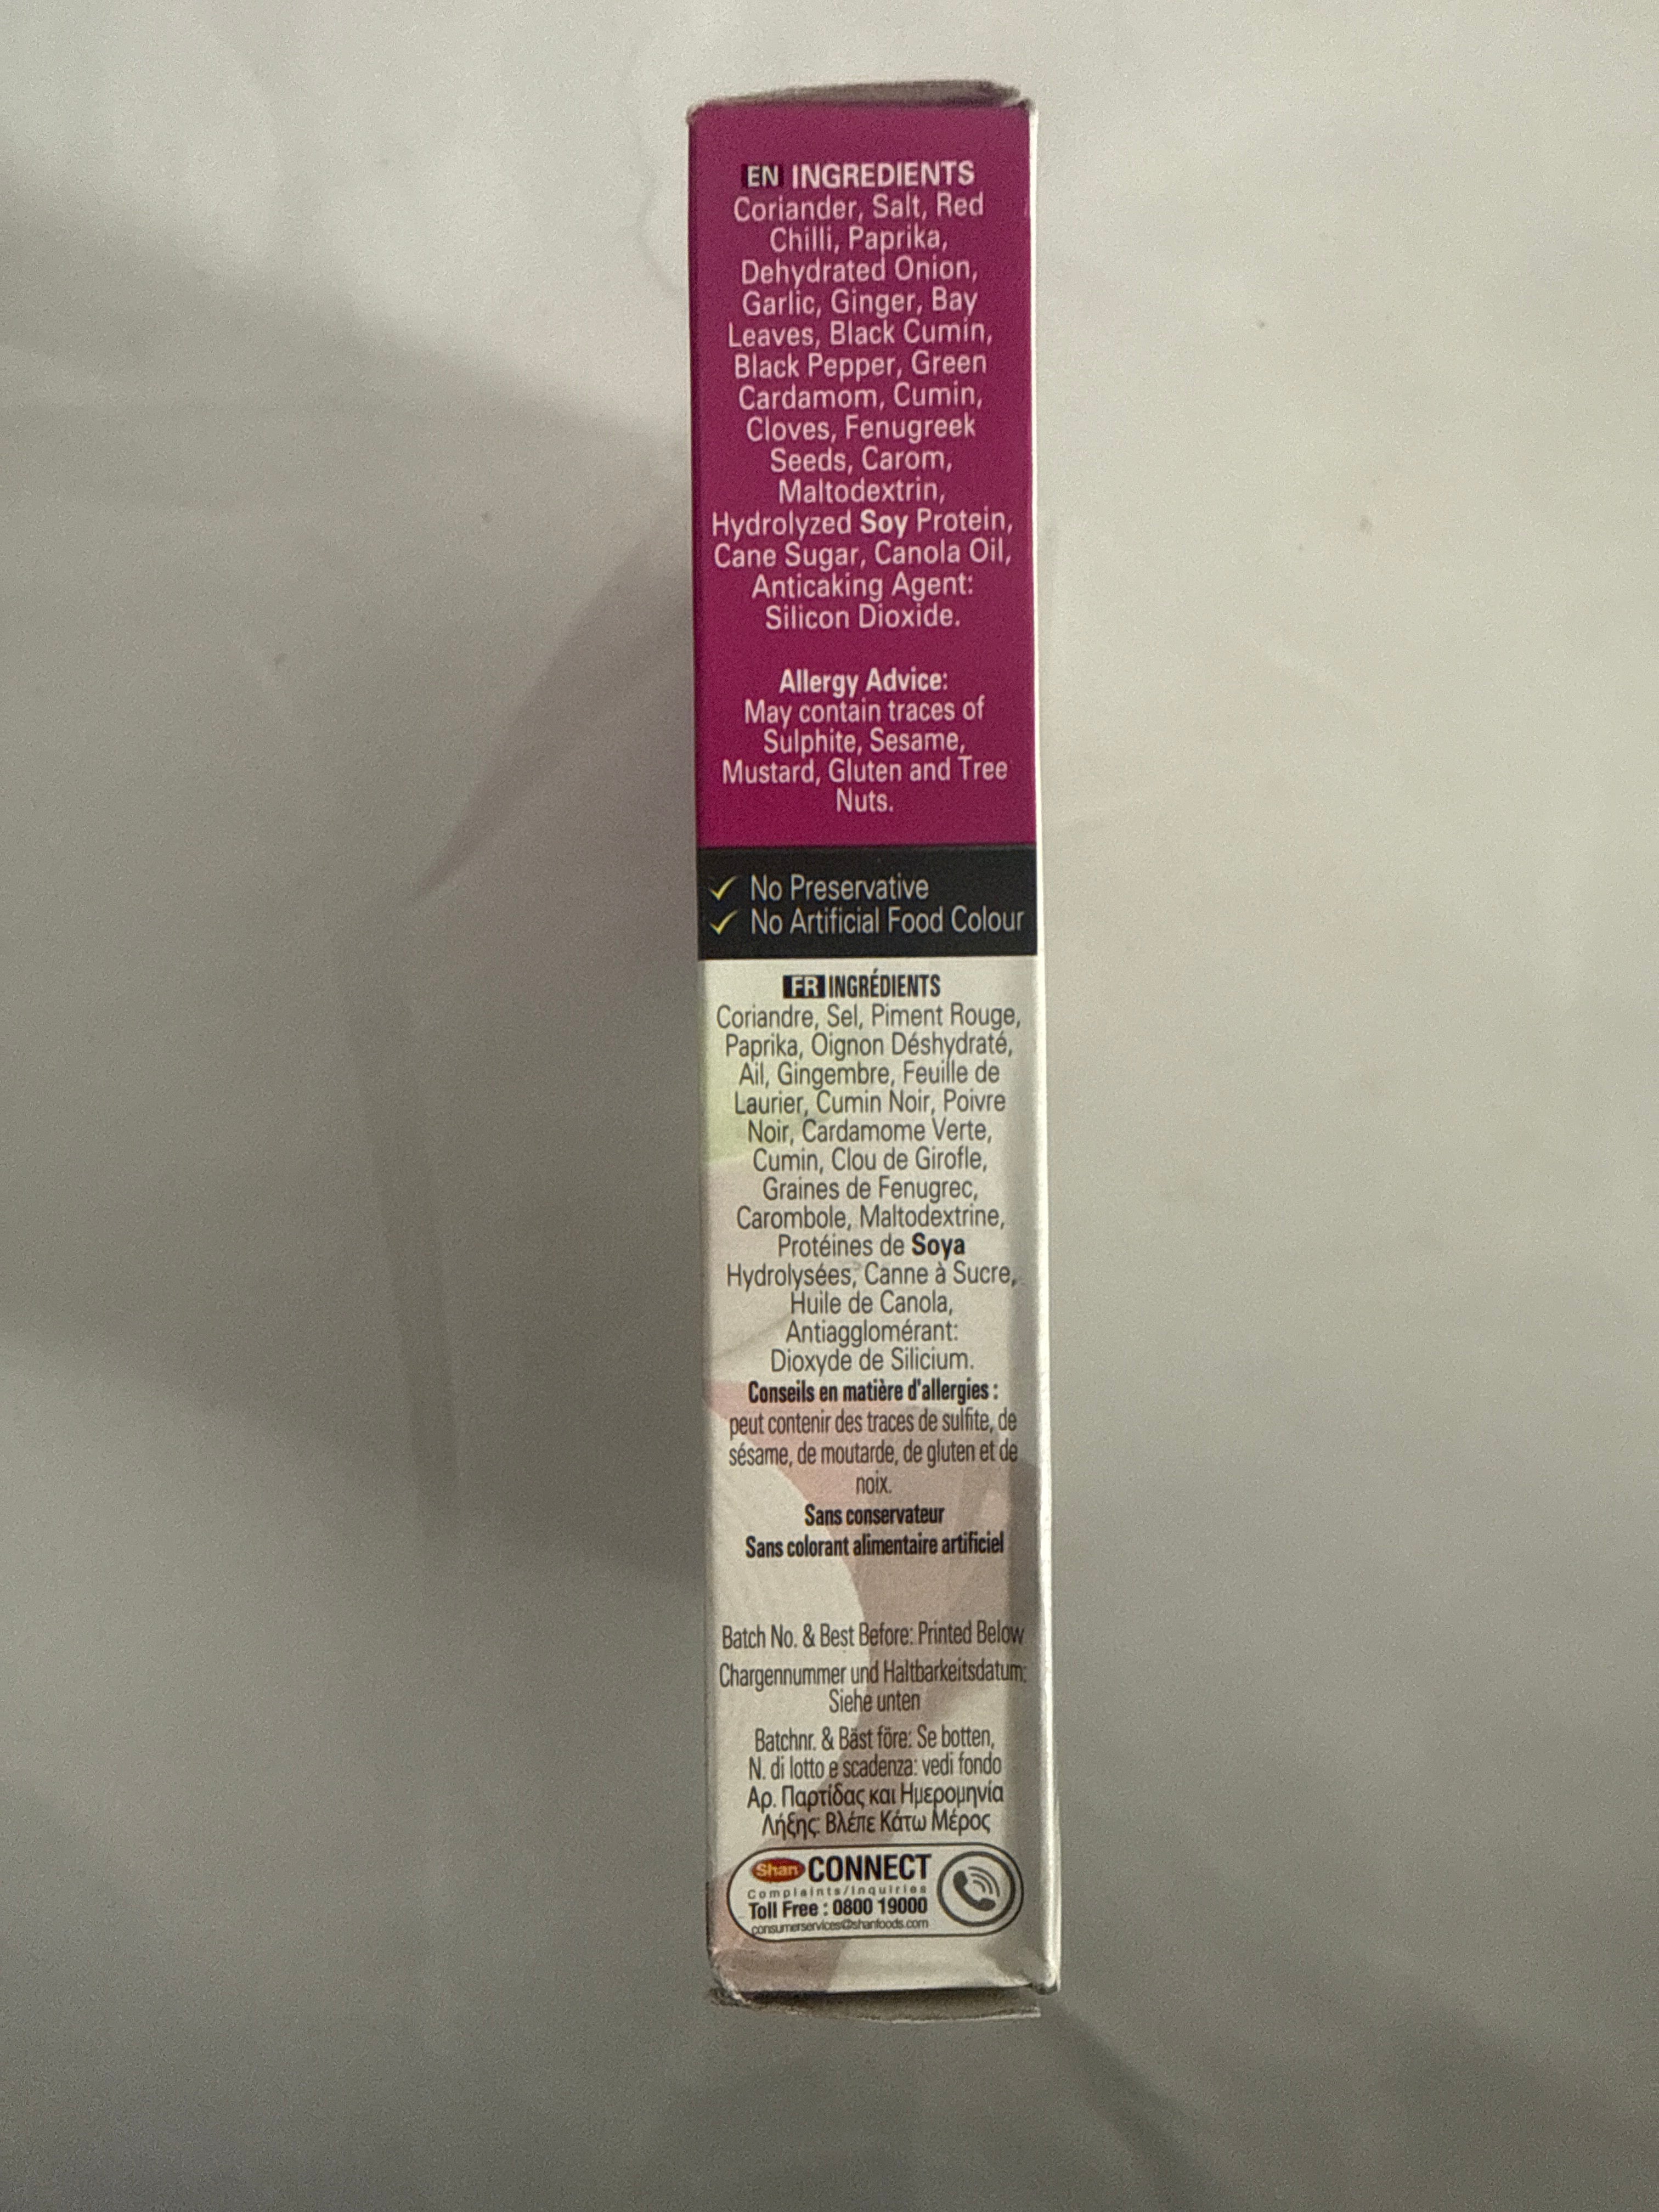 EN INGREDIENTS
Coriander, Salt, Red
Chilli, Paprika,
Dehydrated Onion,
Garlic, Ginger, Bay
Leaves, Black Cumin,
Black Pepper, Green
Cardamom, Cumin,
Cloves, Fenugreek
Seeds, Carom,
Maltodextrin,
Hydrolyzed Soy Protein,
Cane Sugar, Canola Oil,
Anticaking Agent:
Silicon Dioxide.
Allergy Advice:
May contain traces of
Sulphite, Sesame,
Mustard, Gluten and Tree
Nuts.
No Preservative
No Artificial Food Colour
FR INGRÉDIENTS
Coriandre, Sel, Piment Rouge,
Paprika, Oignon Déshydraté,
Ail, Gingembre, Feuille de
Laurier, Cumin Noir, Poivre
Noir, Cardamome Verte,
Cumin, Clou de Girofle,
Graines de Fenugrec,
Carombole, Maltodextrine,
Protéines de Soya
Hydrolysées, Canne à Sucre,
Huile de Canola,
Antiagglomérant:
Dioxyde de Silicium.
Conseils en matière d'allergies :
peut contenir des traces de sulfite, de
sésame, de moutarde, de gluten et de
noix.
Sans conservateur
Sans colorant alimentaire artificiel
Batch No. & Best Before: Printed Below
Chargennummer und Haltbarkeitsdatum:
Siehe unten
Batchnr. & Bäst före: Se botten,
N. di lotto e scadenza: vedi fondo
Αρ. Παρτίδας και Ημερομηνία
Λήξης: Βλέπε Κάτω Μέρος
Shan CONNECT
Complaints/Inquiries
Toll Free : 0800 19000
consumerservices@shanfoods.com